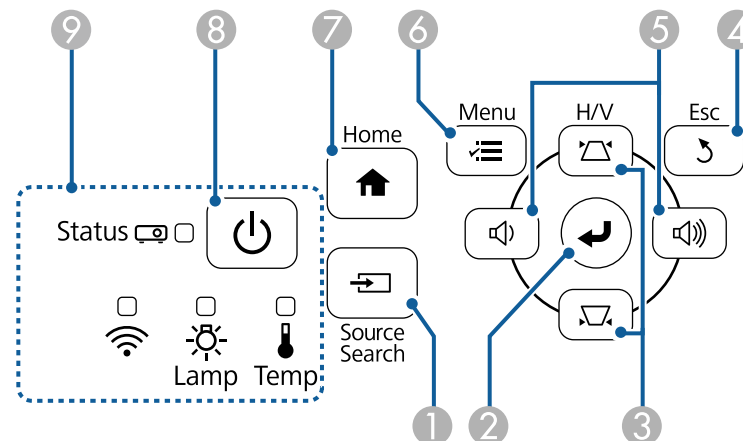 9
8
7
6
5
4
Menu
H/V
Esc
Home
Status
Source
Search
Lamp
Temp
1
2
3